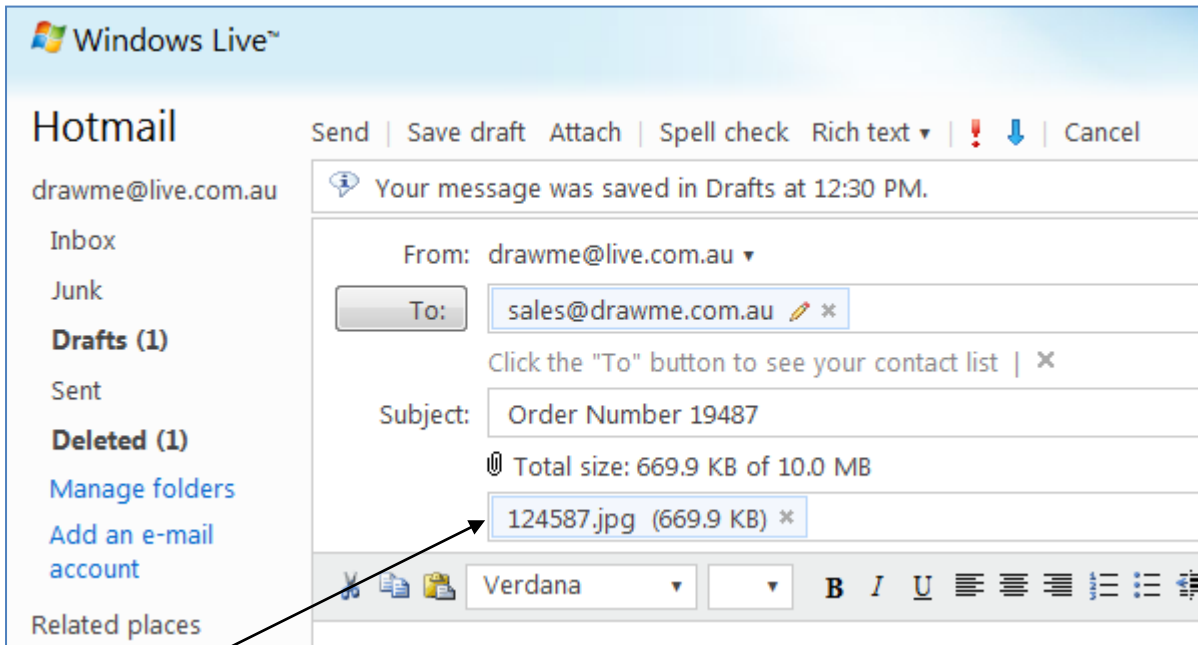 Windows Live™
Hotmail
Send | Save draft Attach | Spell check Rich text ▾ | Cancel
drawme@live.com.au
Your message was saved in Drafts at 12:30 PM.
Inbox
From: drawme@live.com.au ▾
Junk
To: sales@drawme.com.au ×
Drafts (1)
Click the "To" button to see your contact list | ×
Sent
Subject: Order Number 19487
Deleted (1)
Total size: 669.9 KB of 10.0 MB
Manage folders
124587.jpg (669.9 KB) ×
Add an e-mail
account
Verdana ▾ ▾ B I U
Related places